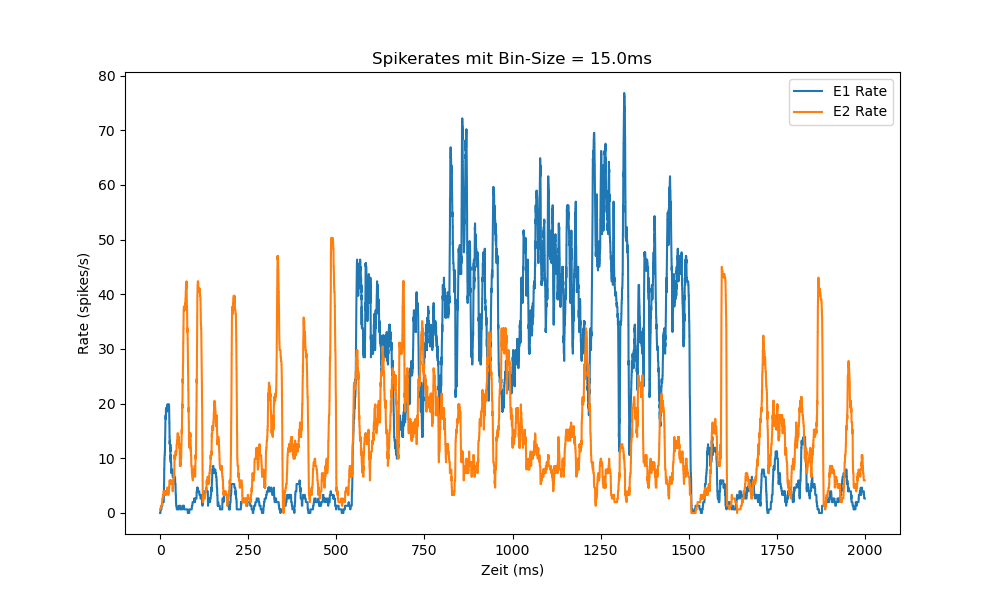 Spikerates mit Bin-Size = 15.0ms
E1 Rate
E2 Rate
Rate (spikes/s)
80
70
60
50
40
30
20
10
0
0 250 500 750 1000 1250 1500 1750 2000
Zeit (ms)